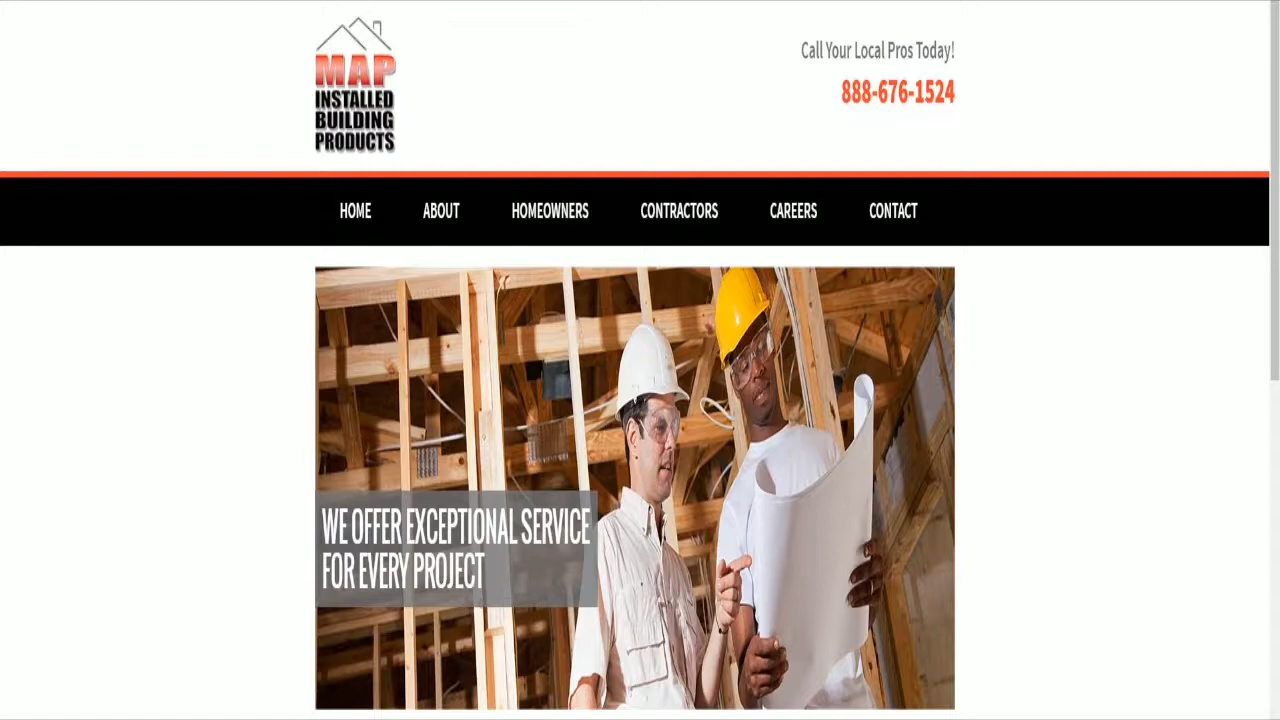 MAP
INSTALLED
BUILDING
PRODUCTS
Call Your Local Pros Today!
888-676-1524
HOME ABOUT HOMEOWNERS CONTRACTORS CAREERS CONTACT
WE OFFER EXCEPTIONAL SERVICE
FOR EVERY PROJECT